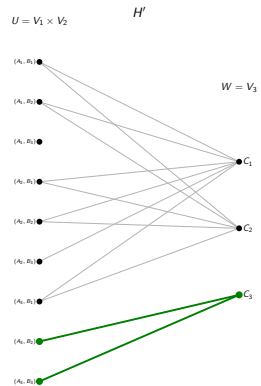 H′
U = V₁ × V₂
W = V₃
(A₁, B₁)
(A₁, B₂)
(A₁, B₃)
(A₂, B₁)
(A₂, B₂)
(A₂, B₃)
(A₃, B₁)
(A₃, B₂)
(A₃, B₃)
C₁
C₂
C₃